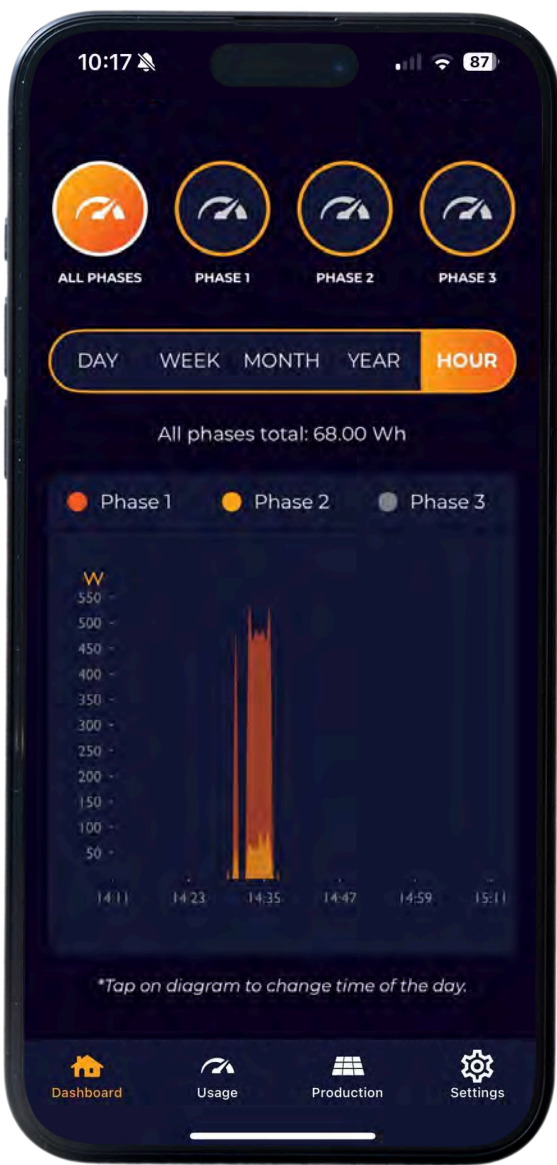 10:17
87
ALL PHASES PHASE 1 PHASE 2 PHASE 3
DAY WEEK MONTH YEAR HOUR
All phases total: 68.00 Wh
Phase 1 Phase 2 Phase 3
W
550
500
450
400
350
300
250
200
150
100
50
14:11 14:23 14:35 14:47 14:59 15:11
*Tap on diagram to change time of the day.
Dashboard Usage Production Settings